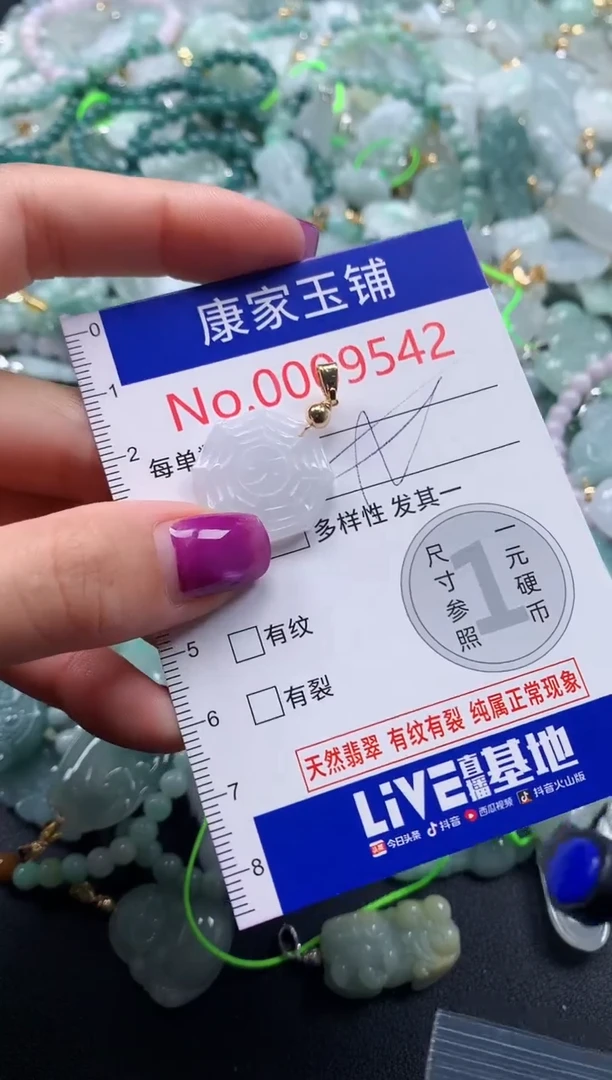 0
康家玉铺
1
No.0009542
2
每单
多样性 发其一
尺寸参照
1
一元硬币
5
有纹
6
有裂
天然翡翠 有纹有裂 纯属正常现象
7
LiVE直播基地
今日头条 抖音 西瓜视频 抖音火山版
8